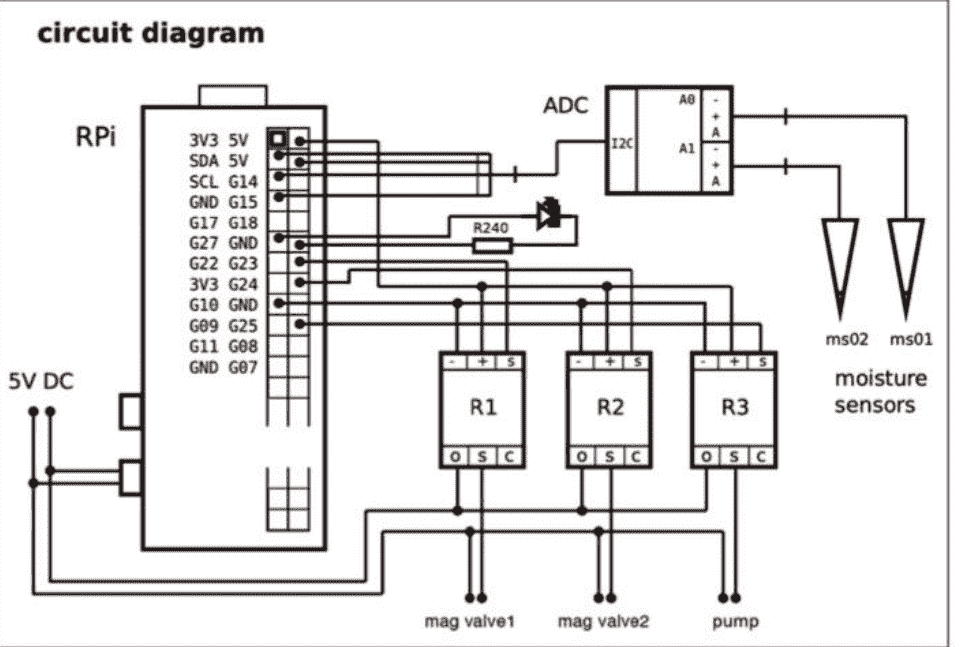 circuit diagram
RPi
3V3 5V
SDA 5V
SCL G14
GND G15
G17 G18
G27 GND
G22 G23
3V3 G24
G10 GND
G09 G25
G11 G08
GND G07
5V DC
ADC
I2C
A0
-
+
A
A1
-
+
A
R240
ms02 ms01
moisture
sensors
- + S
R1
O S C
- + S
R2
O S C
- + S
R3
O S C
mag valve1
mag valve2
pump